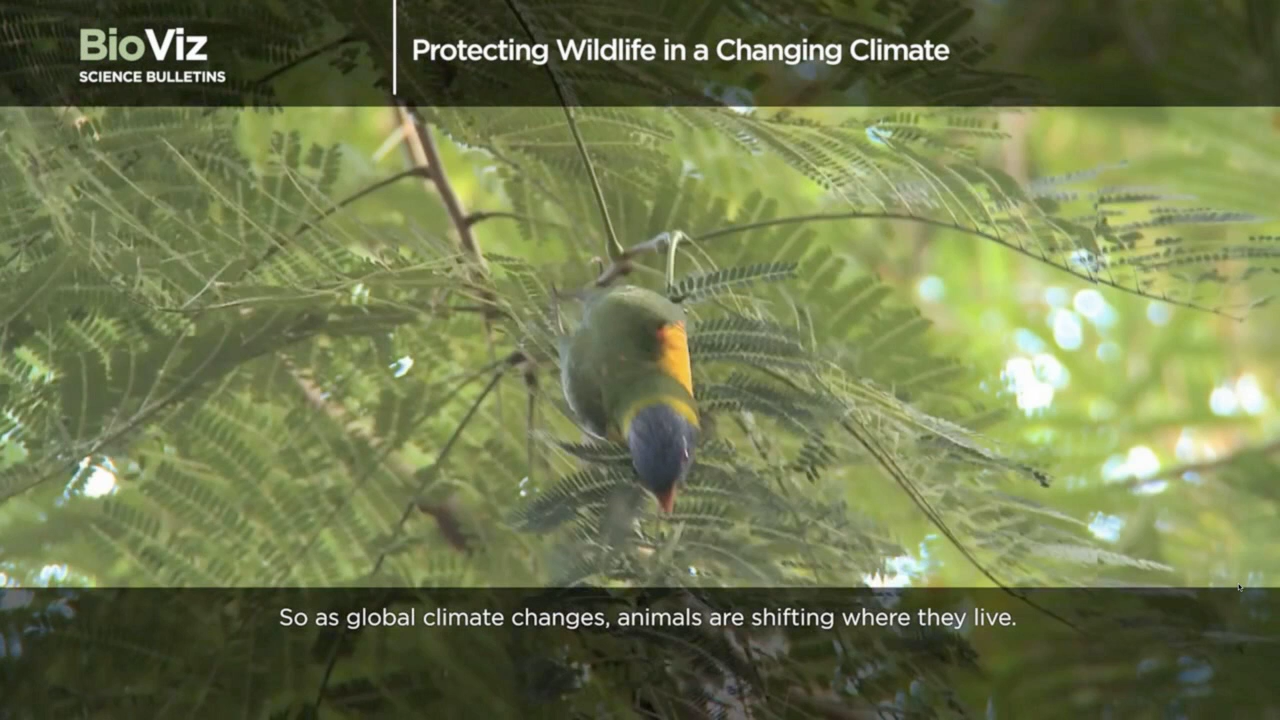 BioViz
SCIENCE BULLETINS
Protecting Wildlife in a Changing Climate
So as global climate changes, animals are shifting where they live.